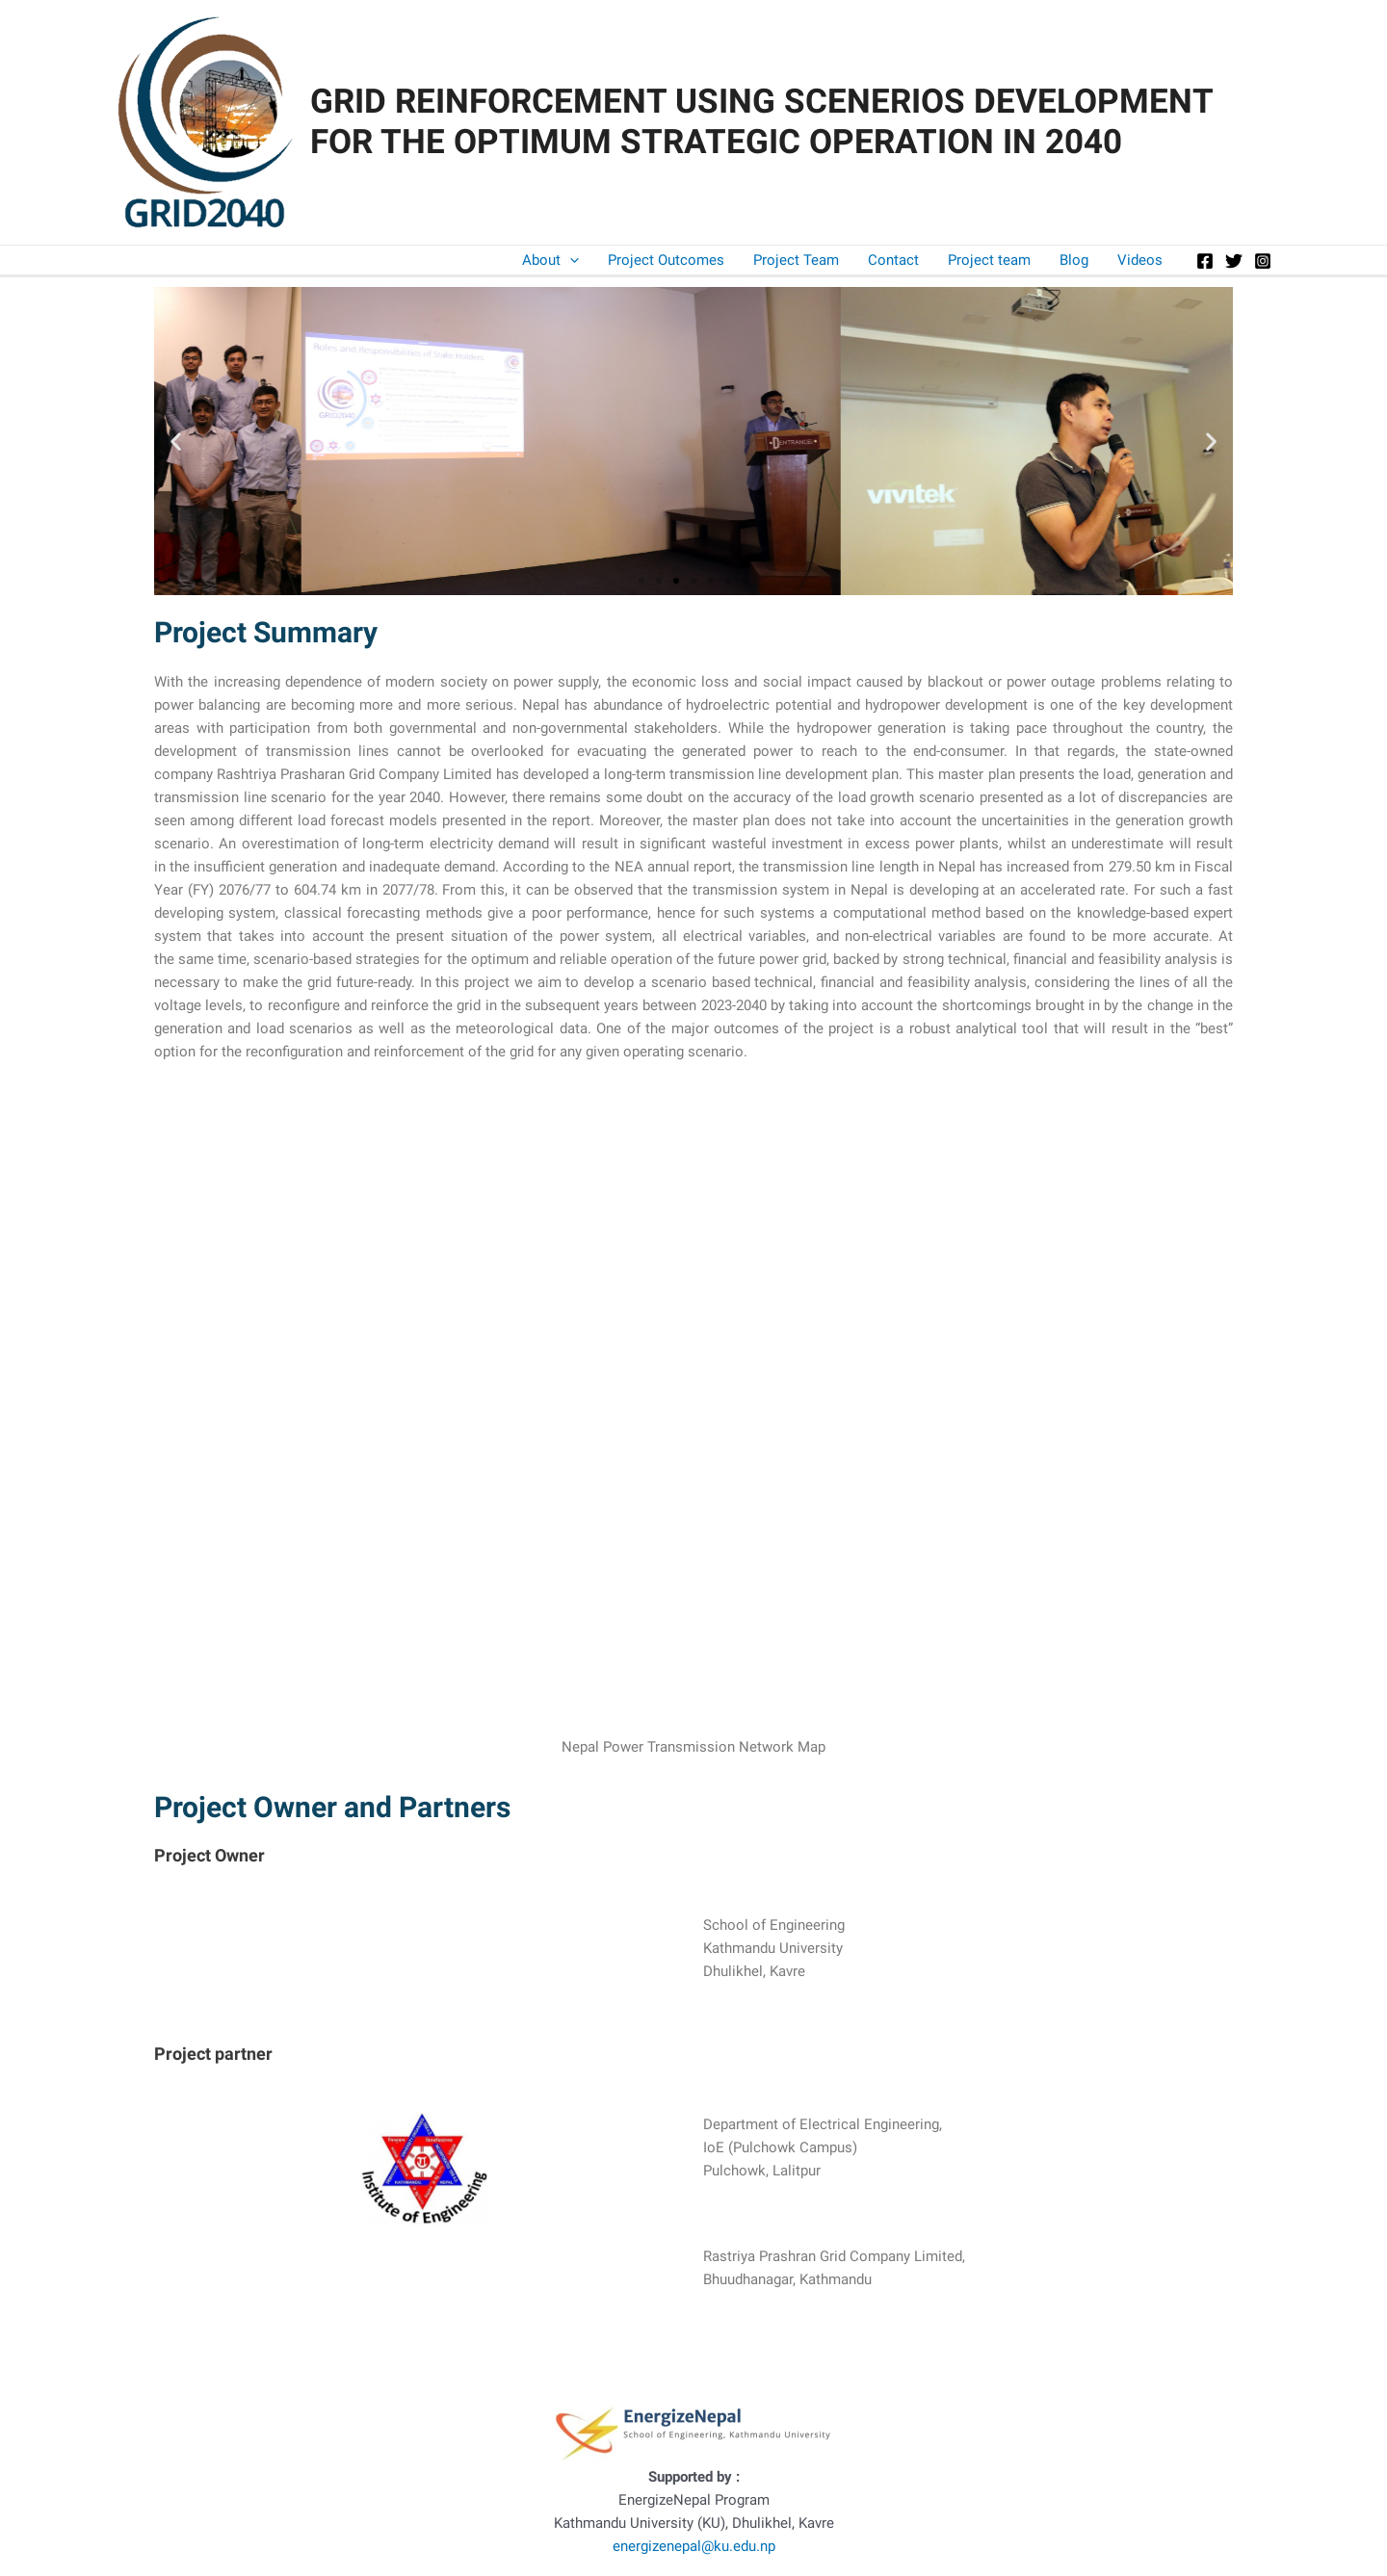 GRID2040
GRID REINFORCEMENT USING SCENERIOS DEVELOPMENT
FOR THE OPTIMUM STRATEGIC OPERATION IN 2040
About
Project Outcomes
Project Team
Contact
Project team
Blog
Videos
Roles and Responsibilities of Stake Holders
GRID2040
vivitek
Project Summary
With the increasing dependence of modern society on power supply, the economic loss and social impact caused by blackout or power outage problems relating to
power balancing are becoming more and more serious. Nepal has abundance of hydroelectric potential and hydropower development is one of the key development
areas with participation from both governmental and non-governmental stakeholders. While the hydropower generation is taking pace throughout the country, the
development of transmission lines cannot be overlooked for evacuating the generated power to reach to the end-consumer. In that regards, the state-owned
company Rashtriya Prasharan Grid Company Limited has developed a long-term transmission line development plan. This master plan presents the load, generation and
transmission line scenario for the year 2040. However, there remains some doubt on the accuracy of the load growth scenario presented as a lot of discrepancies are
seen among different load forecast models presented in the report. Moreover, the master plan does not take into account the uncertainities in the generation growth
scenario. An overestimation of long-term electricity demand will result in significant wasteful investment in excess power plants, whilst an underestimate will result
in the insufficient generation and inadequate demand. According to the NEA annual report, the transmission line length in Nepal has increased from 279.50 km in Fiscal
Year (FY) 2076/77 to 604.74 km in 2077/78. From this, it can be observed that the transmission system in Nepal is developing at an accelerated rate. For such a fast
developing system, classical forecasting methods give a poor performance, hence for such systems a computational method based on the knowledge-based expert
system that takes into account the present situation of the power system, all electrical variables, and non-electrical variables are found to be more accurate. At
the same time, scenario-based strategies for the optimum and reliable operation of the future power grid, backed by strong technical, financial and feasibility analysis is
necessary to make the grid future-ready. In this project we aim to develop a scenario based technical, financial and feasibility analysis, considering the lines of all the
voltage levels, to reconfigure and reinforce the grid in the subsequent years between 2023-2040 by taking into account the shortcomings brought in by the change in the
generation and load scenarios as well as the meteorological data. One of the major outcomes of the project is a robust analytical tool that will result in the “best”
option for the reconfiguration and reinforcement of the grid for any given operating scenario.
Nepal Power Transmission Network Map
Project Owner and Partners
Project Owner
School of Engineering
Kathmandu University
Dhulikhel, Kavre
Project partner
Institute of Engineering
Department of Electrical Engineering,
IoE (Pulchowk Campus)
Pulchowk, Lalitpur
Rastriya Prashran Grid Company Limited,
Bhuudhanagar, Kathmandu
EnergizeNepal
School of Engineering, Kathmandu University
Supported by :
EnergizeNepal Program
Kathmandu University (KU), Dhulikhel, Kavre
energizenepal@ku.edu.np